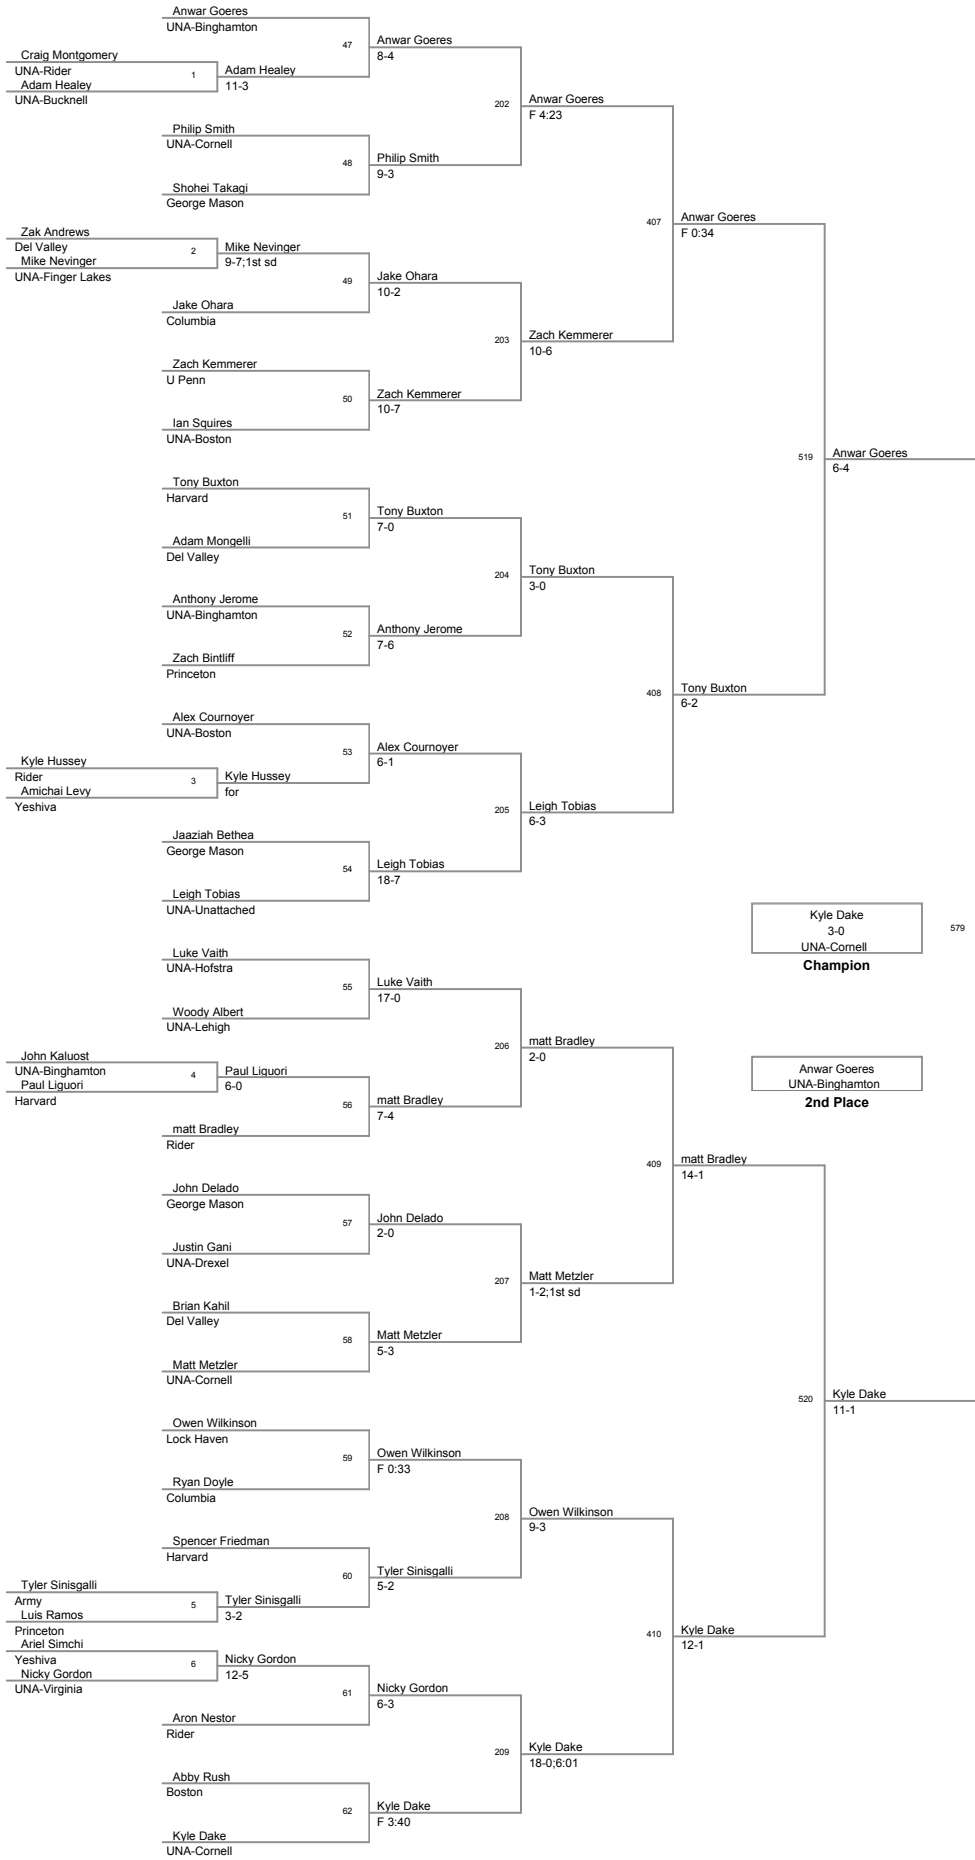 Anwar Goeres
UNA-Binghamton
47
Anwar Goeres
8-4
Craig Montgomery
UNA-Rider
1
Adam Healey
11-3
Adam Healey
UNA-Bucknell
202
Anwar Goeres
F 4:23
Philip Smith
UNA-Cornell
48
Philip Smith
9-3
Shohei Takagi
George Mason
407
Anwar Goeres
F 0:34
Zak Andrews
Del Valley
2
Mike Nevinger
9-7;1st sd
Mike Nevinger
UNA-Finger Lakes
49
Jake Ohara
10-2
Jake Ohara
Columbia
203
Zach Kemmerer
10-6
Zach Kemmerer
U Penn
50
Zach Kemmerer
10-7
Ian Squires
UNA-Boston
519
Anwar Goeres
6-4
Tony Buxton
Harvard
51
Tony Buxton
7-0
Adam Mongelli
Del Valley
204
Tony Buxton
3-0
Anthony Jerome
UNA-Binghamton
52
Anthony Jerome
7-6
Zach Bintliff
Princeton
408
Tony Buxton
6-2
Alex Cournoyer
UNA-Boston
53
Alex Cournoyer
6-1
Kyle Hussey
Rider
3
Kyle Hussey
for
Amichai Levy
Yeshiva
205
Leigh Tobias
6-3
Jaaziah Bethea
George Mason
54
Leigh Tobias
18-7
Leigh Tobias
UNA-Unattached
Kyle Dake
3-0
UNA-Cornell
Champion
579
Luke Vaith
UNA-Hofstra
55
Luke Vaith
17-0
Woody Albert
UNA-Lehigh
206
matt Bradley
2-0
John Kaluost
UNA-Binghamton
4
Paul Liguori
6-0
Paul Liguori
Harvard
56
matt Bradley
7-4
matt Bradley
Rider
Anwar Goeres
UNA-Binghamton
2nd Place
409
matt Bradley
14-1
John Delado
George Mason
57
John Delado
2-0
Justin Gani
UNA-Drexel
207
Matt Metzler
1-2;1st sd
Brian Kahil
Del Valley
58
Matt Metzler
5-3
Matt Metzler
UNA-Cornell
520
Kyle Dake
11-1
Owen Wilkinson
Lock Haven
59
Owen Wilkinson
F 0:33
Ryan Doyle
Columbia
208
Owen Wilkinson
9-3
Spencer Friedman
Harvard
60
Tyler Sinisgalli
5-2
Tyler Sinisgalli
Army
5
Tyler Sinisgalli
3-2
Luis Ramos
Princeton
410
Kyle Dake
12-1
Ariel Simchi
Yeshiva
6
Nicky Gordon
12-5
Nicky Gordon
UNA-Virginia
61
Nicky Gordon
6-3
Aron Nestor
Rider
209
Kyle Dake
18-0;6:01
Abby Rush
Boston
62
Kyle Dake
F 3:40
Kyle Dake
UNA-Cornell